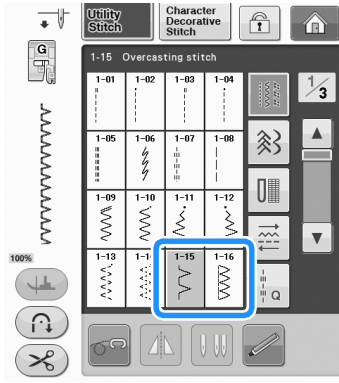 Utility
Stitch
Character
Decorative
Stitch
G
1-15 Overcasting stitch
1-01 1-02 1-03 1-04
1/3
1-05 1-06 1-07 1-08
1-09 1-10 1-11 1-12
1-13 1-1 1-15 1-16
100%
Q